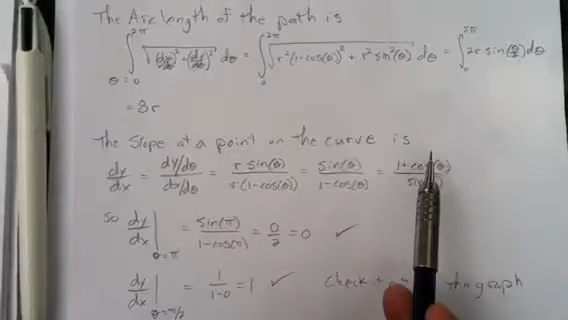 The Arc length of the path is
∫_{θ=0}^{2π} √((dx/dθ)² + (dy/dθ)²) dθ = ∫_0^{2π} √(r²(1-cos(θ))² + r² sin²(θ)) dθ = ∫_0^{2π} 2r sin(θ/2) dθ
= 8r
The slope at a point on the curve is
dy/dx = (dy/dθ)/(dx/dθ) = r sin(θ)/r(1-cos(θ)) = sin(θ)/(1-cos(θ)) = (1+cos(θ))/
so dy/dx |_{θ=π} = sin(π)/(1-cos(π)) = 0/2 = 0 ✓
dy/dx |_{θ=π/2} = 1/(1-0) = 1 ✓ check graph